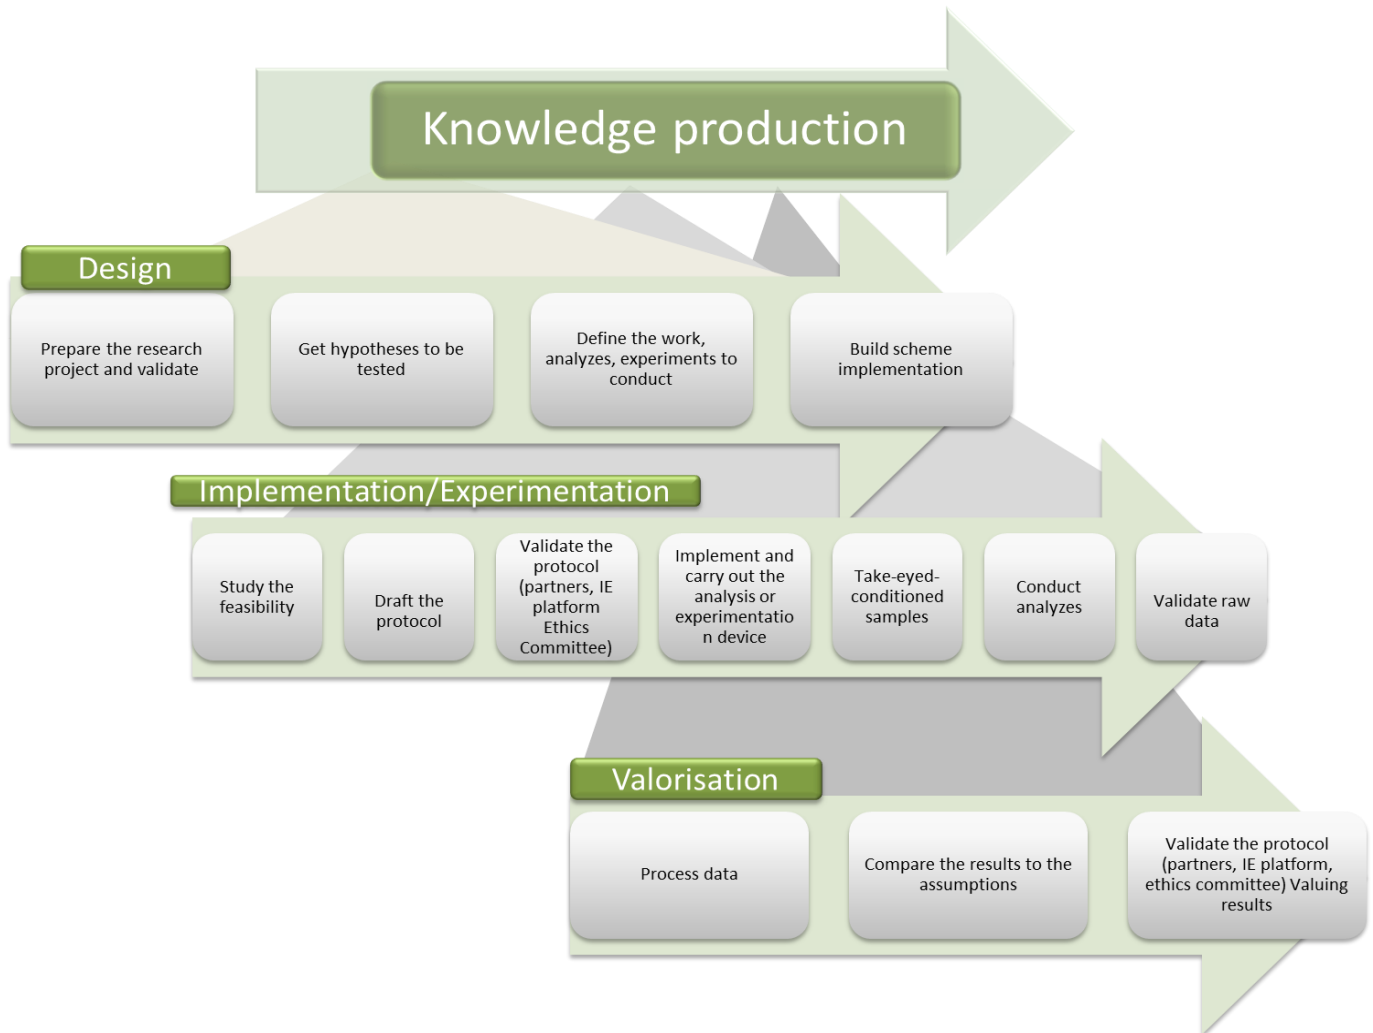 Knowledge production
Design
Prepare the research
project and validate
Get hypotheses to be
tested
Define the work,
analyzes, experiments to
conduct
Build scheme
implementation
Implementation/Experimentation
Study the
feasibility
Draft the
protocol
Validate the
protocol
(partners, IE
platform
Ethics
Committee)
Implement and
carry out the
analysis or
experimentatio
n device
Take-eyed-
conditioned
samples
Conduct
analyzes
Validate raw
data
Valorisation
Process data
Compare the results to the
assumptions
Validate the protocol
(partners, IE platform,
ethics committee) Valuing
results